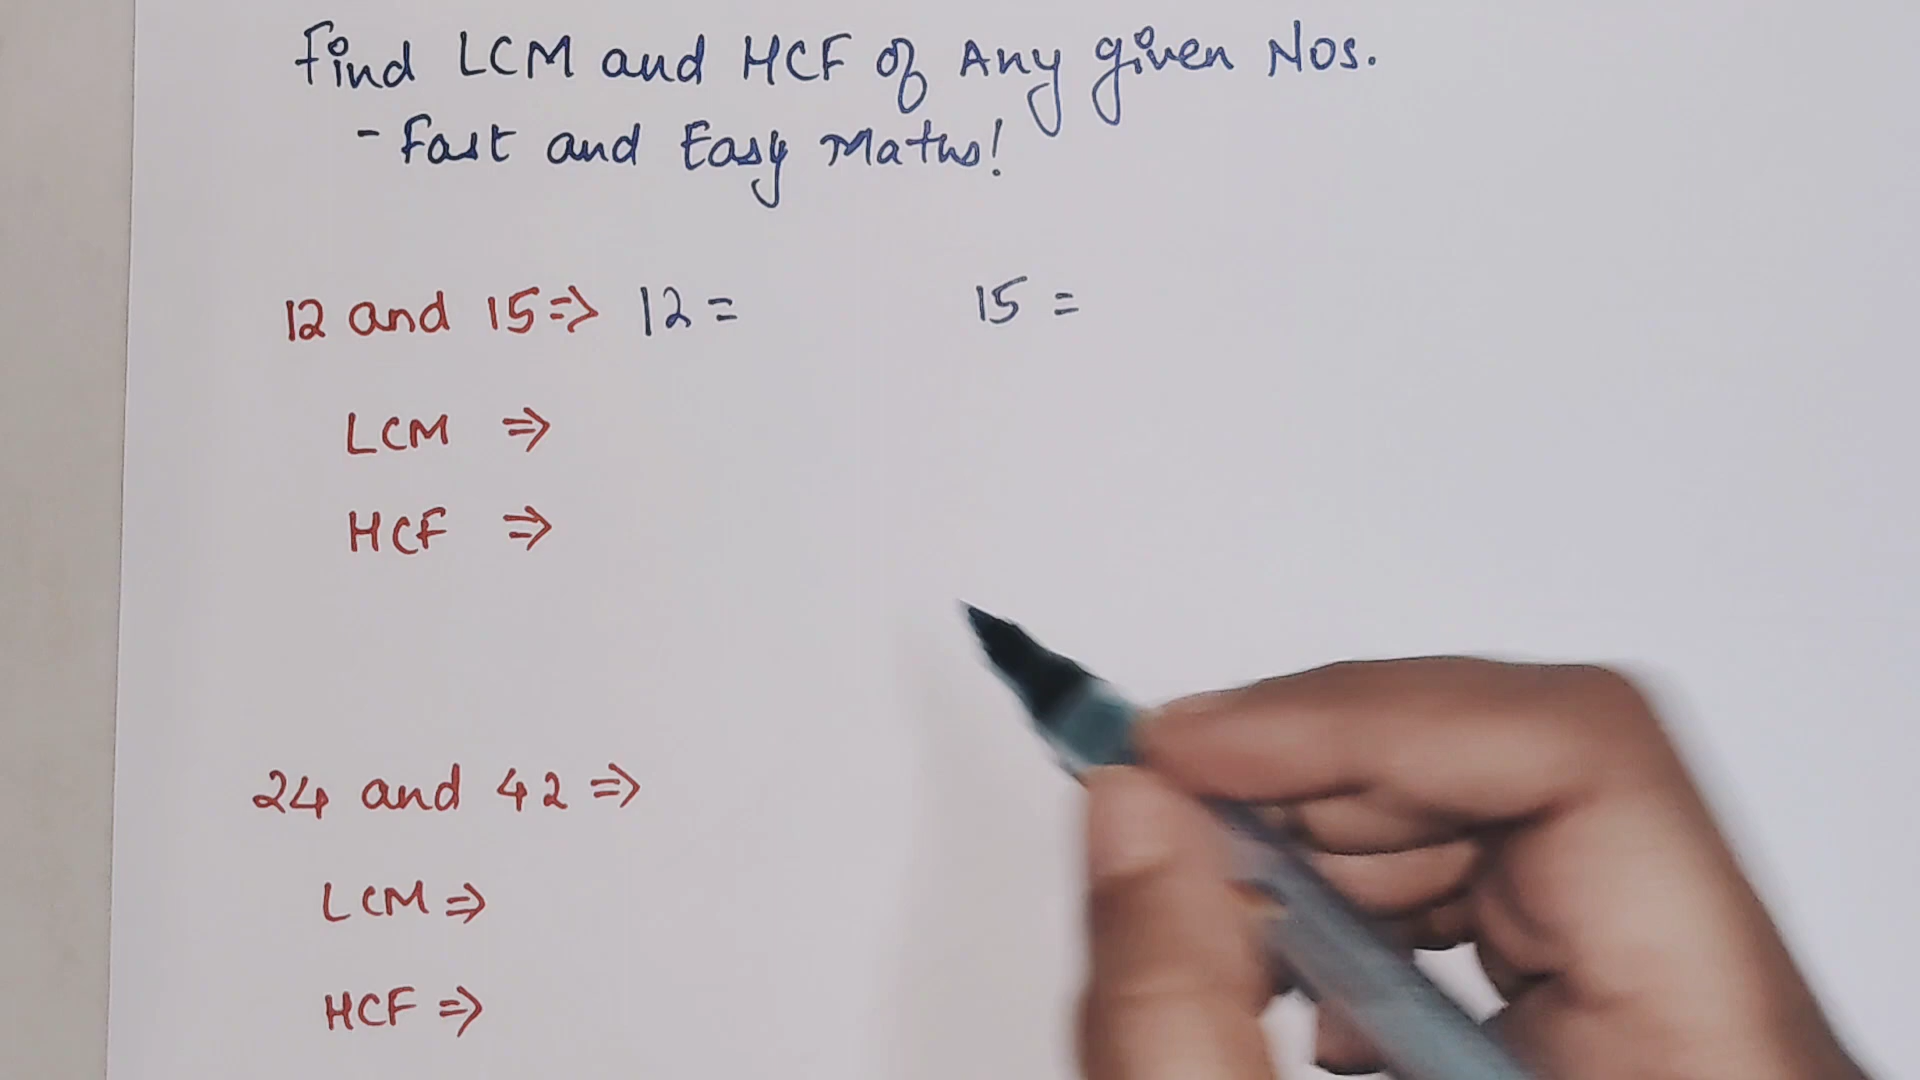 Find LCM and HCF of Any given Nos.
- Fast and Easy Maths!
12 and 15 => 12 = 15 =
LCM =>
HCF =>
24 and 42 =>
LCM =>
HCF =>